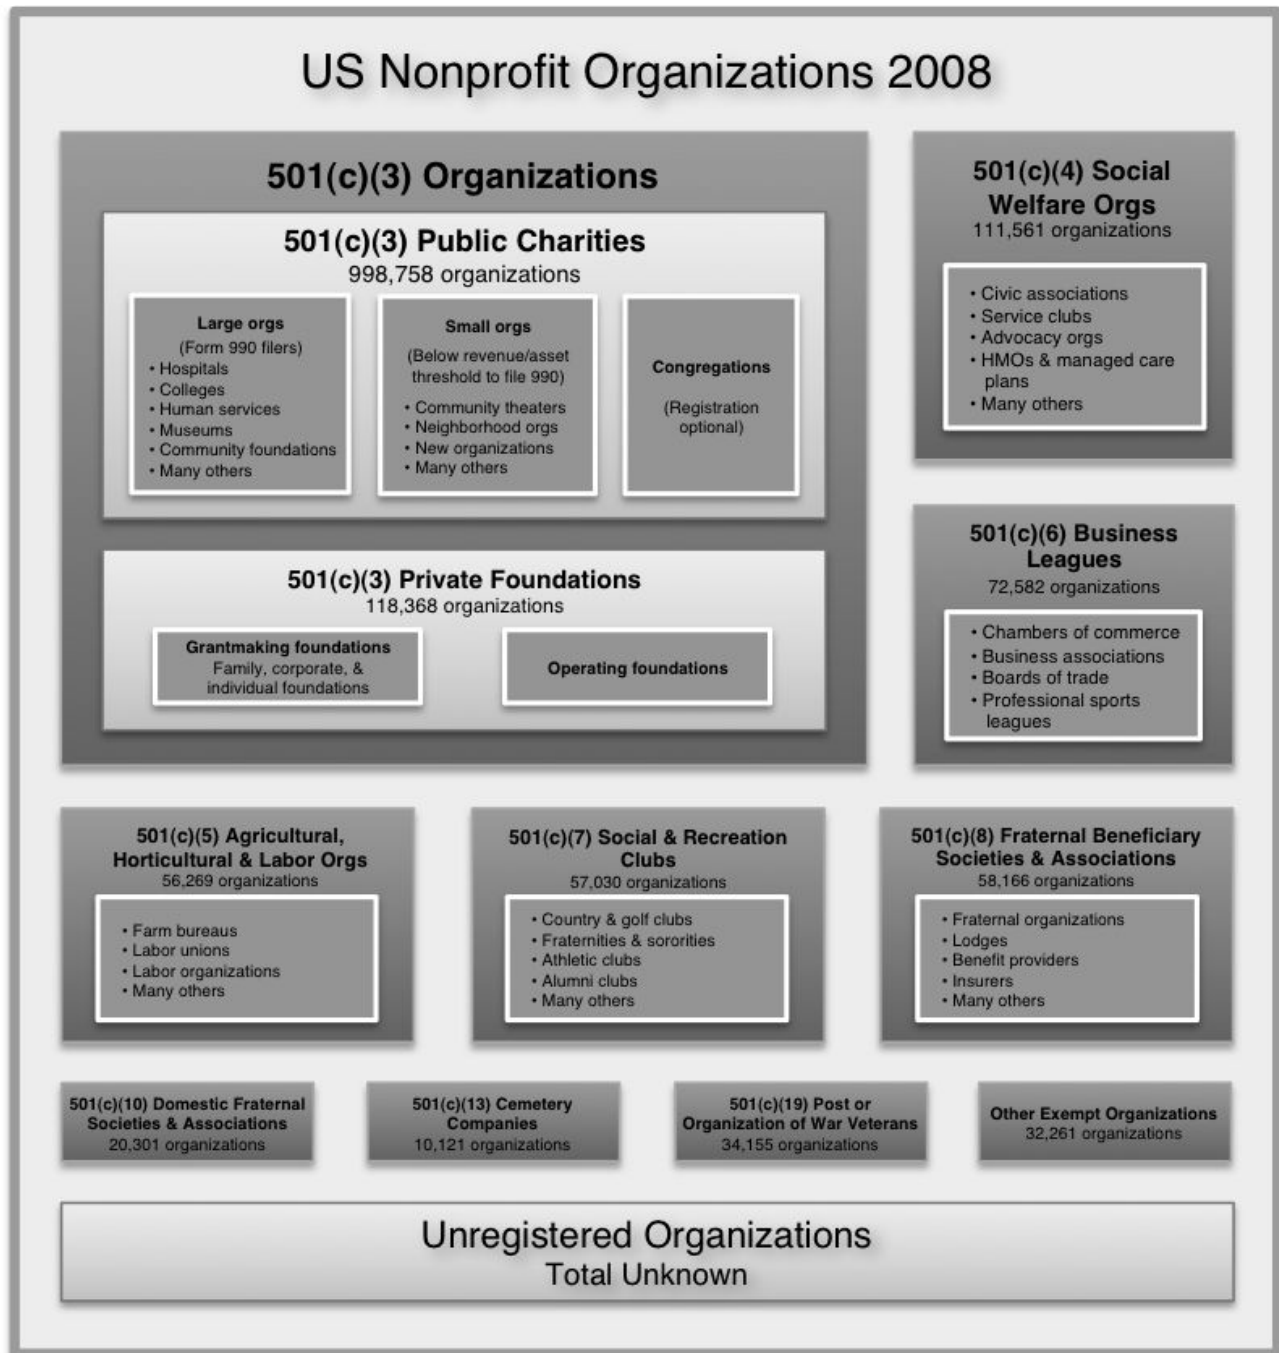 US Nonprofit Organizations 2008
501(c)(3) Organizations
501(c)(3) Public Charities
998,758 organizations
Large orgs
(Form 990 filers)
• Hospitals
• Colleges
• Human services
• Museums
• Community foundations
• Many others
Small orgs
(Below revenue/asset
threshold to file 990)
• Community theaters
• Neighborhood orgs
• New organizations
• Many others
Congregations
(Registration
optional)
501(c)(3) Private Foundations
118,368 organizations
Grantmaking foundations
Family, corporate, &
individual foundations
Operating foundations
501(c)(4) Social
Welfare Orgs
111,561 organizations
• Civic associations
• Service clubs
• Advocacy orgs
• HMOs & managed care
plans
• Many others
501(c)(6) Business
Leagues
72,582 organizations
• Chambers of commerce
• Business associations
• Boards of trade
• Professional sports
leagues
501(c)(5) Agricultural,
Horticultural & Labor Orgs
56,269 organizations
• Farm bureaus
• Labor unions
• Labor organizations
• Many others
501(c)(7) Social & Recreation
Clubs
57,030 organizations
• Country & golf clubs
• Fraternities & sororities
• Athletic clubs
• Alumni clubs
• Many others
501(c)(8) Fraternal Beneficiary
Societies & Associations
58,166 organizations
• Fraternal organizations
• Lodges
• Benefit providers
• Insurers
• Many others
501(c)(10) Domestic Fraternal
Societies & Associations
20,301 organizations
501(c)(13) Cemetery
Companies
10,121 organizations
501(c)(19) Post or
Organization of War Veterans
34,155 organizations
Other Exempt Organizations
32,261 organizations
Unregistered Organizations
Total Unknown